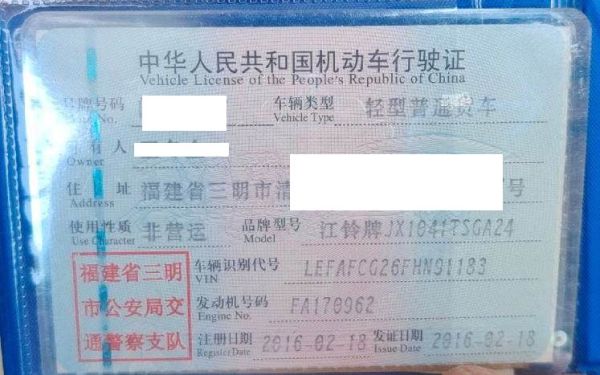 中华人民共和国机动车行驶证
Vehicle License of the People's Republic of China
号牌号码 车辆类型 轻型普通货车
Plate No. Vehicle Type
所有人
Owner
住 址 福建省三明市清 号
Address
使用性质 非营运 品牌型号 江铃牌JX1041TSGA24
Use Character Model
福建省三明 车辆识别代号 LEFAFCG26FHN91183
VIN
市公安局交 发动机号码 FA170962
Engine No.
通警察支队 注册日期 2016-02-18 发证日期 2016-02-18
Register Date Issue Date